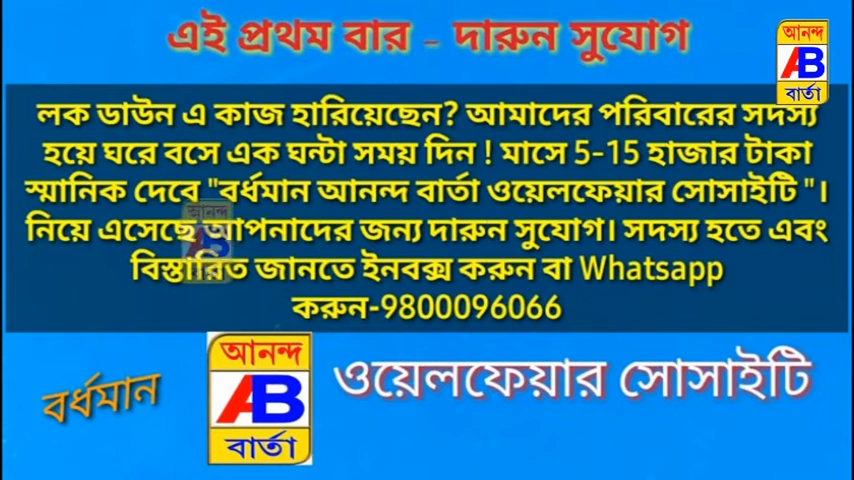 এই প্রথম বার - দারুন সুযোগ
আনন্দ
AB
বার্তা
লক ডাউন এ কাজ হারিয়েছেন? আমাদের পরিবারের সদস্য
হয়ে ঘরে বসে এক ঘন্টা সময় দিন ! মাসে 5-15 হাজার টাকা
স্মানিক দেবে "বর্ধমান আনন্দ বার্তা ওয়েলফেয়ার সোসাইটি "।
নিয়ে এসেছে আপনাদের জন্য দারুন সুযোগ। সদস্য হতে এবং
বিস্তারিত জানতে ইনবক্স করুন বা Whatsapp
করুন-9800096066
আনন্দ
AB
বর্ধমান
আনন্দ
AB
বার্তা
ওয়েলফেয়ার সোসাইটি